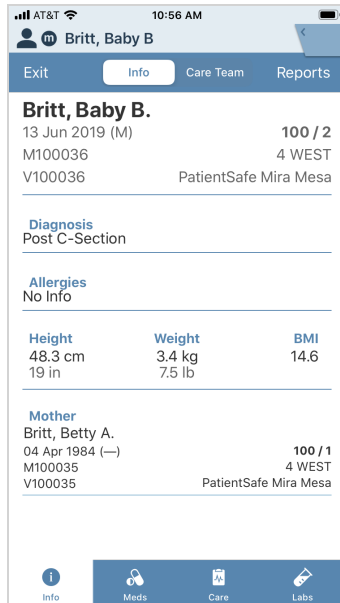 AT&T 10:56 AM
m Britt, Baby B
Exit Info Care Team Reports
Britt, Baby B.
13 Jun 2019 (M) 100 / 2
M100036 4 WEST
V100036 PatientSafe Mira Mesa
Diagnosis
Post C-Section
Allergies
No Info
Height Weight BMI
48.3 cm 3.4 kg 14.6
19 in 7.5 lb
Mother
Britt, Betty A.
04 Apr 1984 (—) 100 / 1
M100035 4 WEST
V100035 PatientSafe Mira Mesa
Info Meds Care Labs